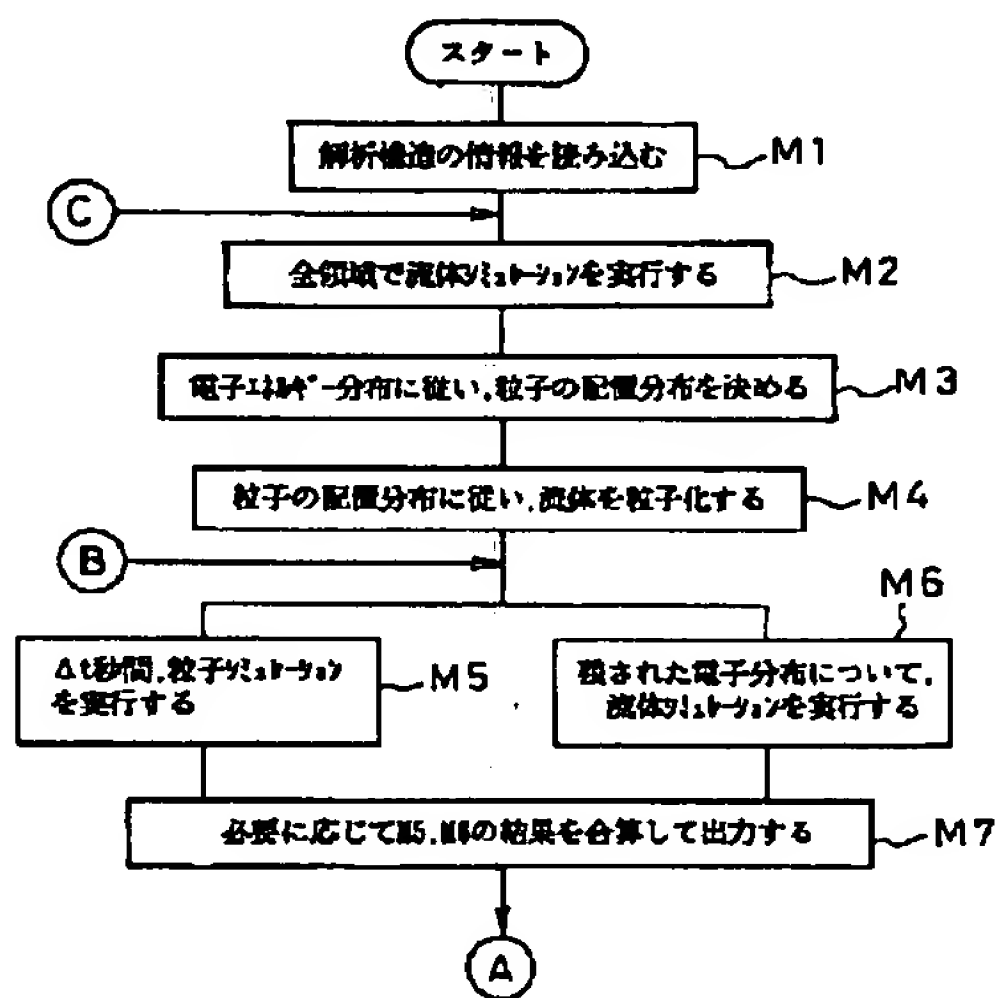 スタート
解析構造の情報を読み込む
M1
C
全領域で流体シミュレーションを実行する
M2
電子エネルギー分布に従い,粒子の配置分布を決める
M3
粒子の配置分布に従い,流体を粒子化する
M4
B
M6
Δt秒間,粒子シミュレーション
を実行する
M5
残された電子分布について,
流体シミュレーションを実行する
必要に応じてM5,M6の結果を合算して出力する
M7
A